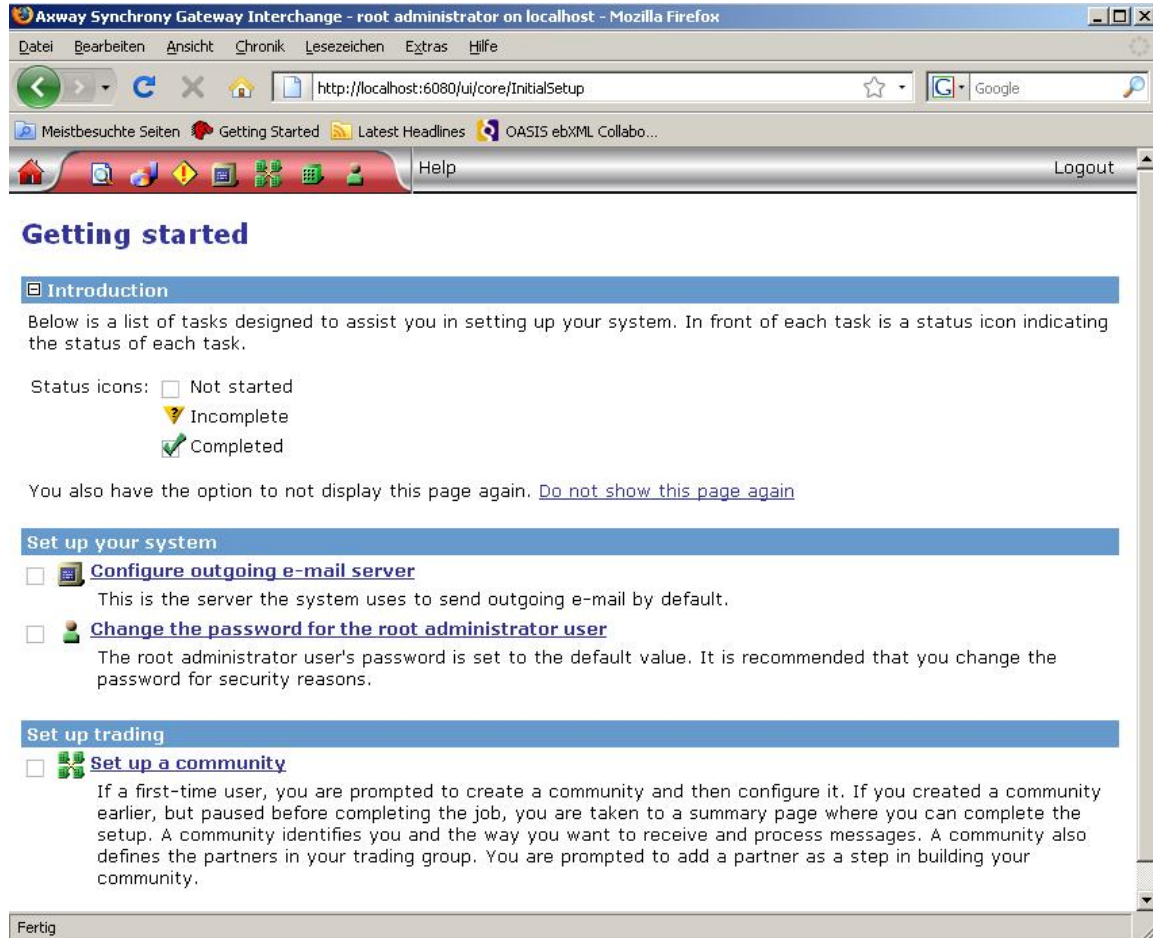 Axway Synchrony Gateway Interchange - root administrator on localhost - Mozilla Firefox
Datei Bearbeiten Ansicht Chronik Lesezeichen Extras Hilfe
http://localhost:6080/ui/core/InitialSetup
G Google
Meistbesuchte Seiten Getting Started Latest Headlines OASIS ebXML Collabo...
Help Logout
Getting started
Introduction
Below is a list of tasks designed to assist you in setting up your system. In front of each task is a status icon indicating
the status of each task.
Status icons: Not started
Incomplete
Completed
You also have the option to not display this page again. Do not show this page again
Set up your system
Configure outgoing e-mail server
This is the server the system uses to send outgoing e-mail by default.
Change the password for the root administrator user
The root administrator user's password is set to the default value. It is recommended that you change the
password for security reasons.
Set up trading
Set up a community
If a first-time user, you are prompted to create a community and then configure it. If you created a community
earlier, but paused before completing the job, you are taken to a summary page where you can complete the
setup. A community identifies you and the way you want to receive and process messages. A community also
defines the partners in your trading group. You are prompted to add a partner as a step in building your
community.
Fertig